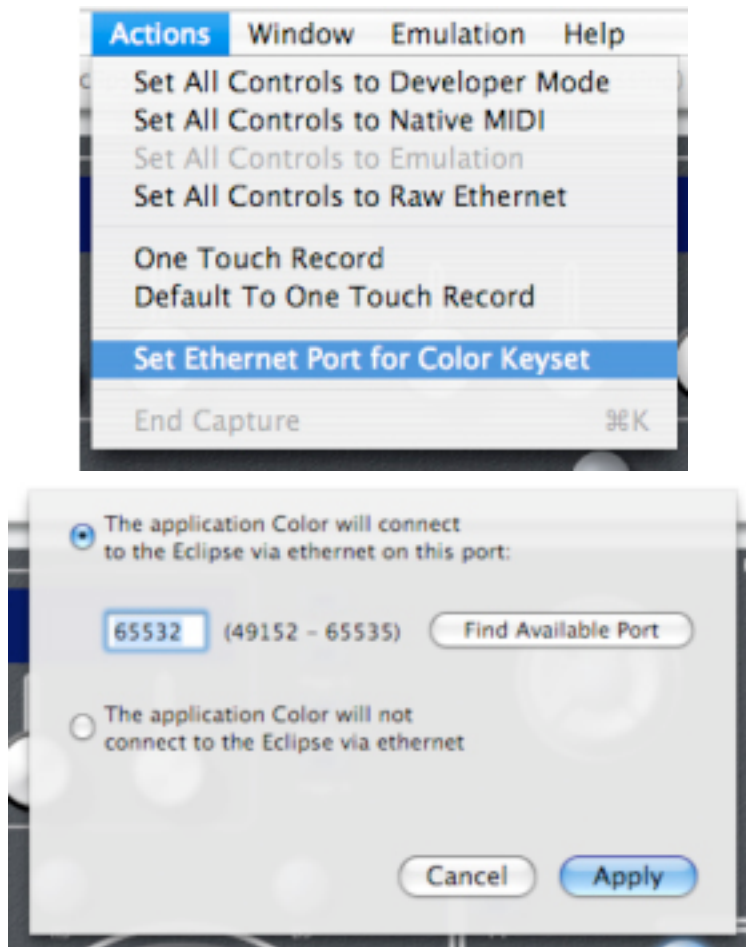 Actions Window Emulation Help
Set All Controls to Developer Mode
Set All Controls to Native MIDI
Set All Controls to Emulation
Set All Controls to Raw Ethernet
One Touch Record
Default To One Touch Record
Set Ethernet Port for Color Keyset
End Capture ⌘K
The application Color will connect
to the Eclipse via ethernet on this port:
65532 (49152 - 65535) Find Available Port
The application Color will not
connect to the Eclipse via ethernet
Cancel Apply